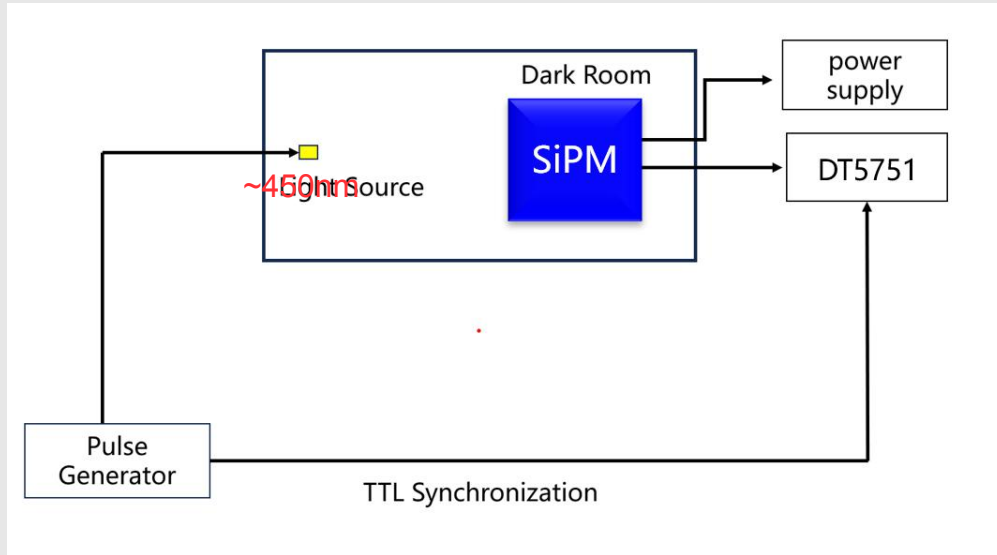 Dark Room
power
supply
SiPM
DT5751
~450nm
Light Source
Pulse
Generator
TTL Synchronization